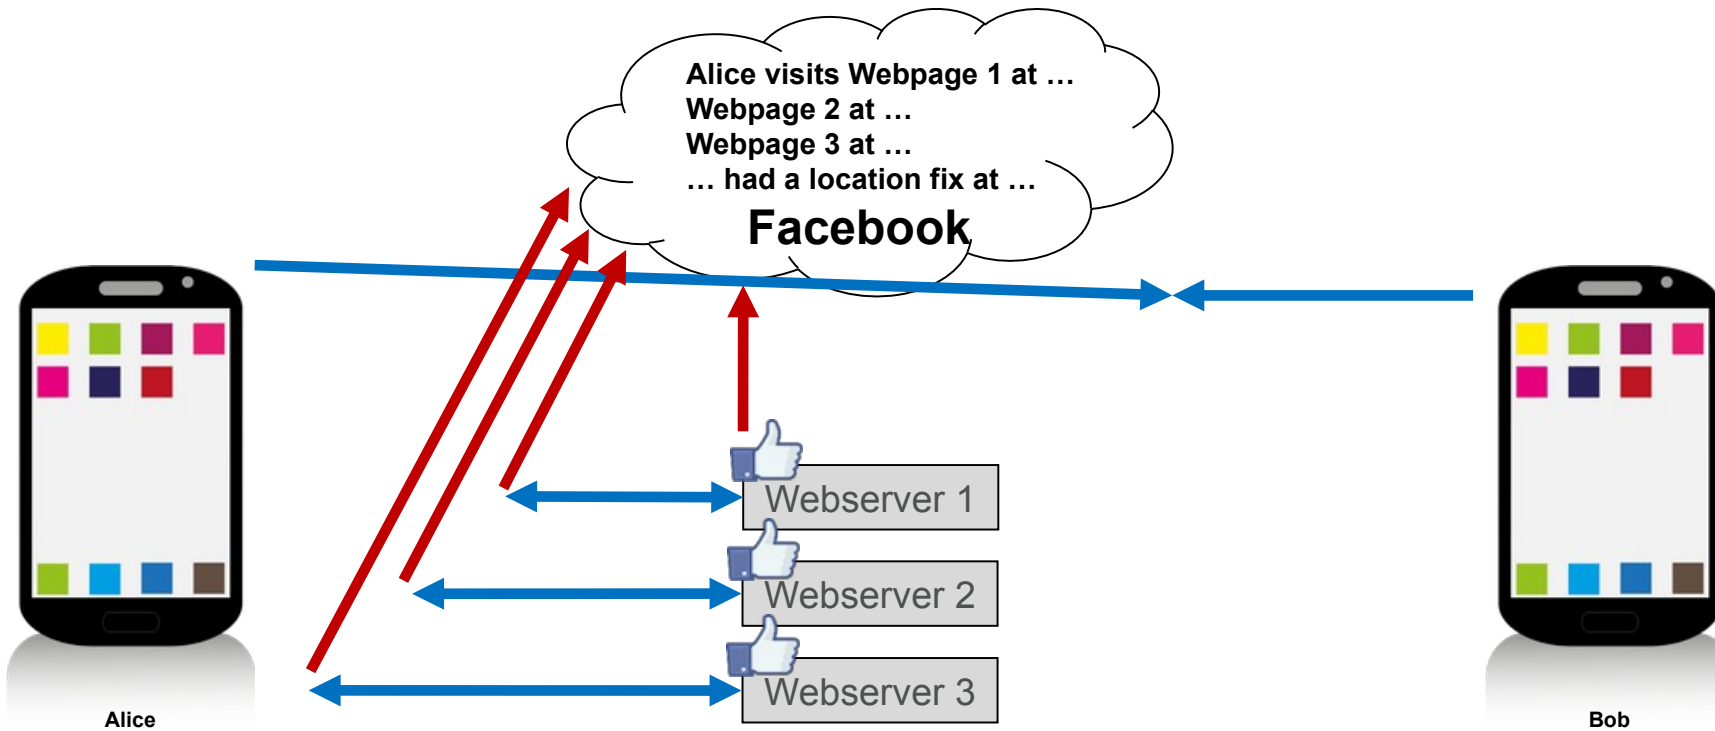 Alice visits Webpage 1 at …
Webpage 2 at …
Webpage 3 at …
… had a location fix at …
Facebook
Webserver 1
Webserver 2
Webserver 3
Alice
Bob